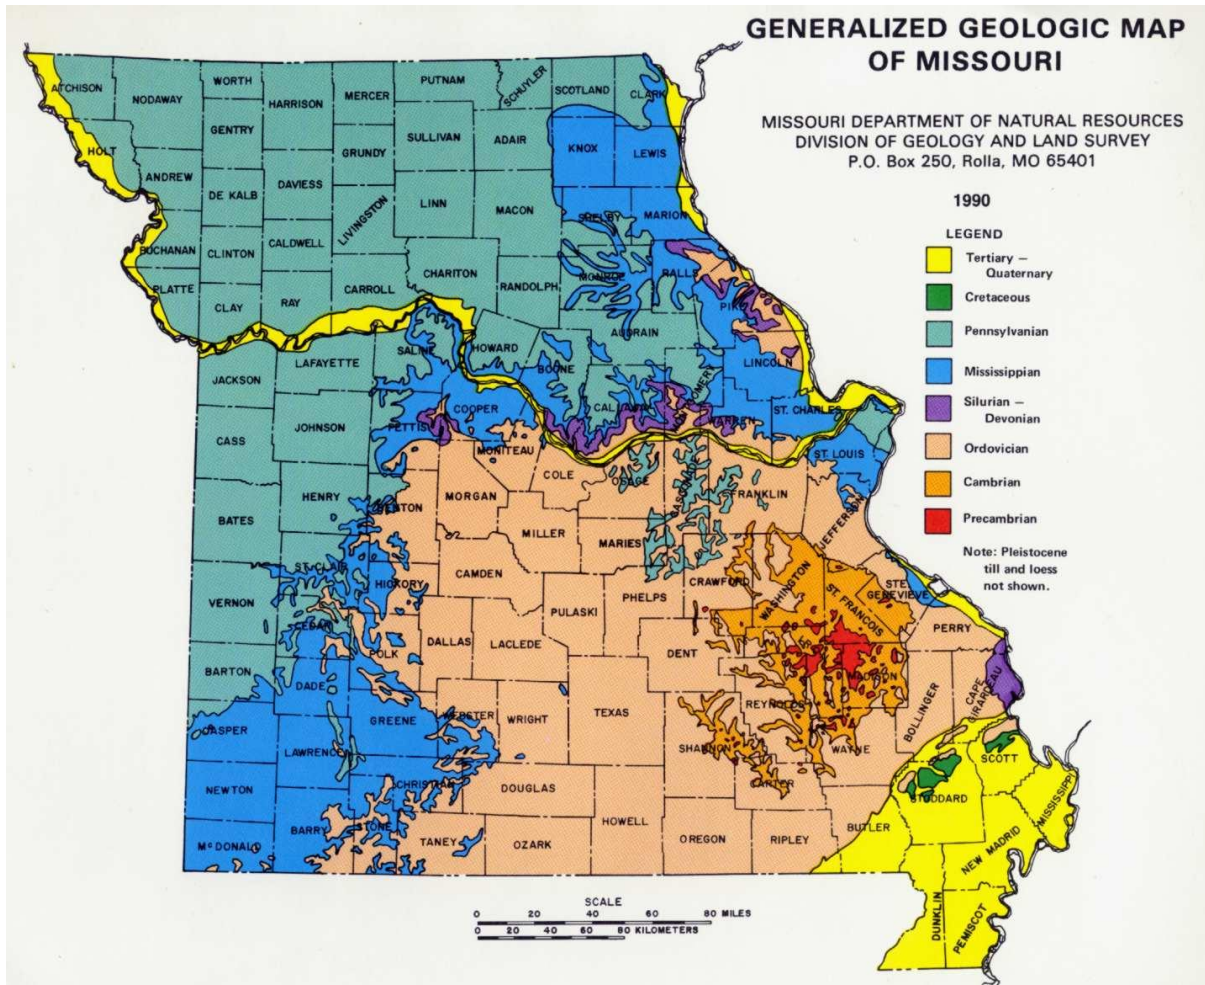 GENERALIZED GEOLOGIC MAP
OF MISSOURI
MISSOURI DEPARTMENT OF NATURAL RESOURCES
DIVISION OF GEOLOGY AND LAND SURVEY
P.O. Box 250, Rolla, MO 65401
1990
LEGEND
Tertiary –
Quaternary
Cretaceous
Pennsylvanian
Mississippian
Silurian –
Devonian
Ordovician
Cambrian
Precambrian
Note: Pleistocene
till and loess
not shown.
ATCHISON
NODAWAY
WORTH
HARRISON
MERCER
PUTNAM
SCHUYLER
SCOTLAND
CLARK
HOLT
GENTRY
SULLIVAN
ADAIR
KNOX
LEWIS
GRUNDY
ANDREW
DE KALB
DAVIESS
LIVINGSTON
LINN
MACON
SHELBY
MARION
BUCHANAN
CLINTON
CALDWELL
CHARITON
MONROE
RALLS
PLATTE
CLAY
RAY
CARROLL
RANDOLPH
PIKE
AUDRAIN
LAFAYETTE
SALINE
HOWARD
BOONE
LINCOLN
JACKSON
CALLAWAY
MONTGOMERY
COOPER
WARREN
ST. CHARLES
CASS
JOHNSON
PETTIS
MONITEAU
ST. LOUIS
COLE
OSAGE
GASCONADE
FRANKLIN
HENRY
BENTON
MORGAN
JEFFERSON
BATES
MILLER
MARIES
ST. CLAIR
HICKORY
CAMDEN
CRAWFORD
WASHINGTON
STE.
GENEVIEVE
ST. FRANCOIS
VERNON
PULASKI
PHELPS
CEDAR
PERRY
DALLAS
LACLEDE
DENT
POLK
BARTON
DADE
MADISON
CAPE
GIRARDEAU
BOLLINGER
GREENE
WEBSTER
WRIGHT
TEXAS
REYNOLDS
JASPER
LAWRENCE
SHANNON
WAYNE
SCOTT
NEWTON
CHRISTIAN
DOUGLAS
CARTER
STODDARD
MISSISSIPPI
HOWELL
BARRY
STONE
TANEY
OZARK
OREGON
RIPLEY
BUTLER
McDONALD
NEW MADRID
DUNKLIN
PEMISCOT
SCALE
0 20 40 60 80 MILES
0 20 40 60 80 KILOMETERS